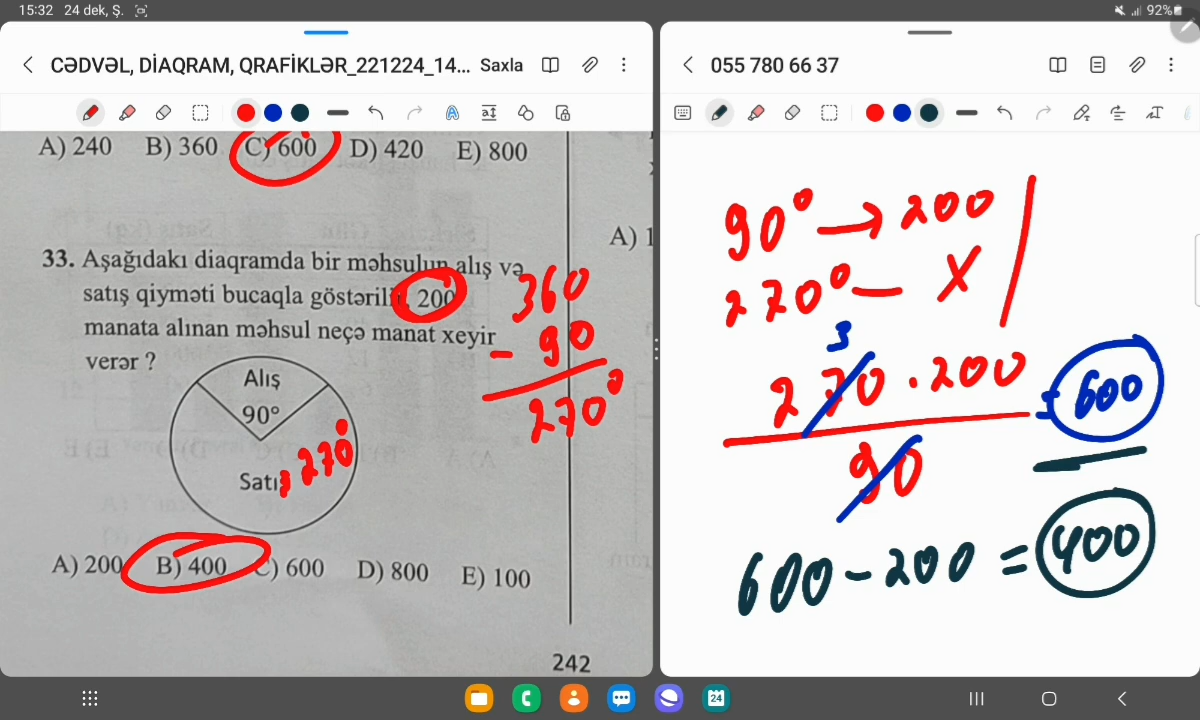 15:32 24 dek, Ş. 92%
CƏDVƏL, DİAQRAM, QRAFİKLƏR_221224_14... Saxla
A) 240 B) 360 C) 600 D) 420 E) 800
33. Aşağıdakı diaqramda bir məhsulun alış və
satış qiyməti bucaqla göstərili 200
manata alınan məhsul neçə manat xeyir
verər ?
Alış
90°
Satış 270°
360
- 90
270°
A) 200 B) 400 C) 600 D) 800 E) 100
A) 1
242
055 780 66 37
90° → 200
270° — X
3
270 · 200
90
= 600
600 - 200 = 400
24